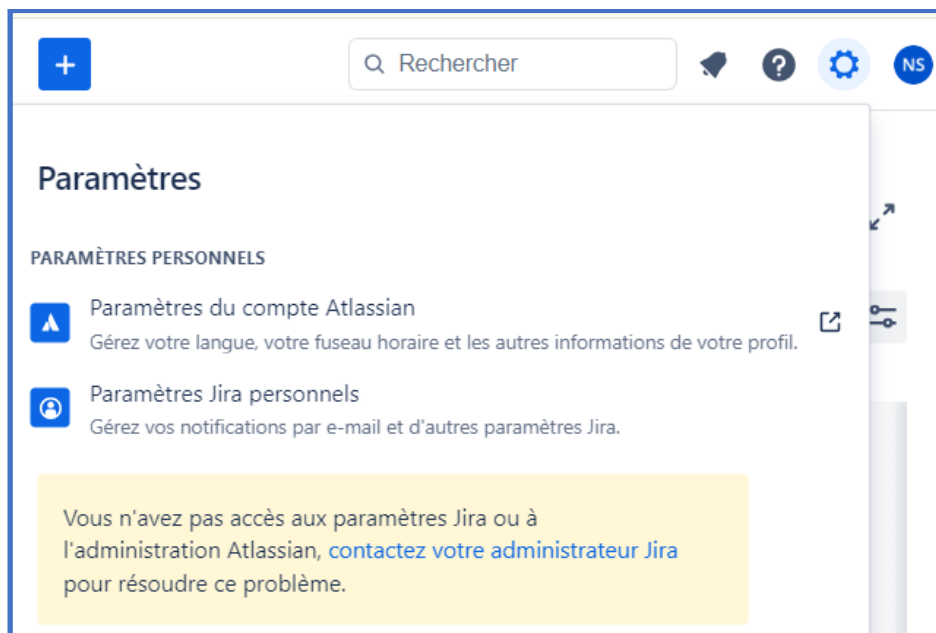 +
Rechercher
?
NS
Paramètres
PARAMÈTRES PERSONNELS
Paramètres du compte Atlassian
Gérez votre langue, votre fuseau horaire et les autres informations de votre profil.
Paramètres Jira personnels
Gérez vos notifications par e-mail et d'autres paramètres Jira.
Vous n'avez pas accès aux paramètres Jira ou à
l'administration Atlassian, contactez votre administrateur Jira
pour résoudre ce problème.